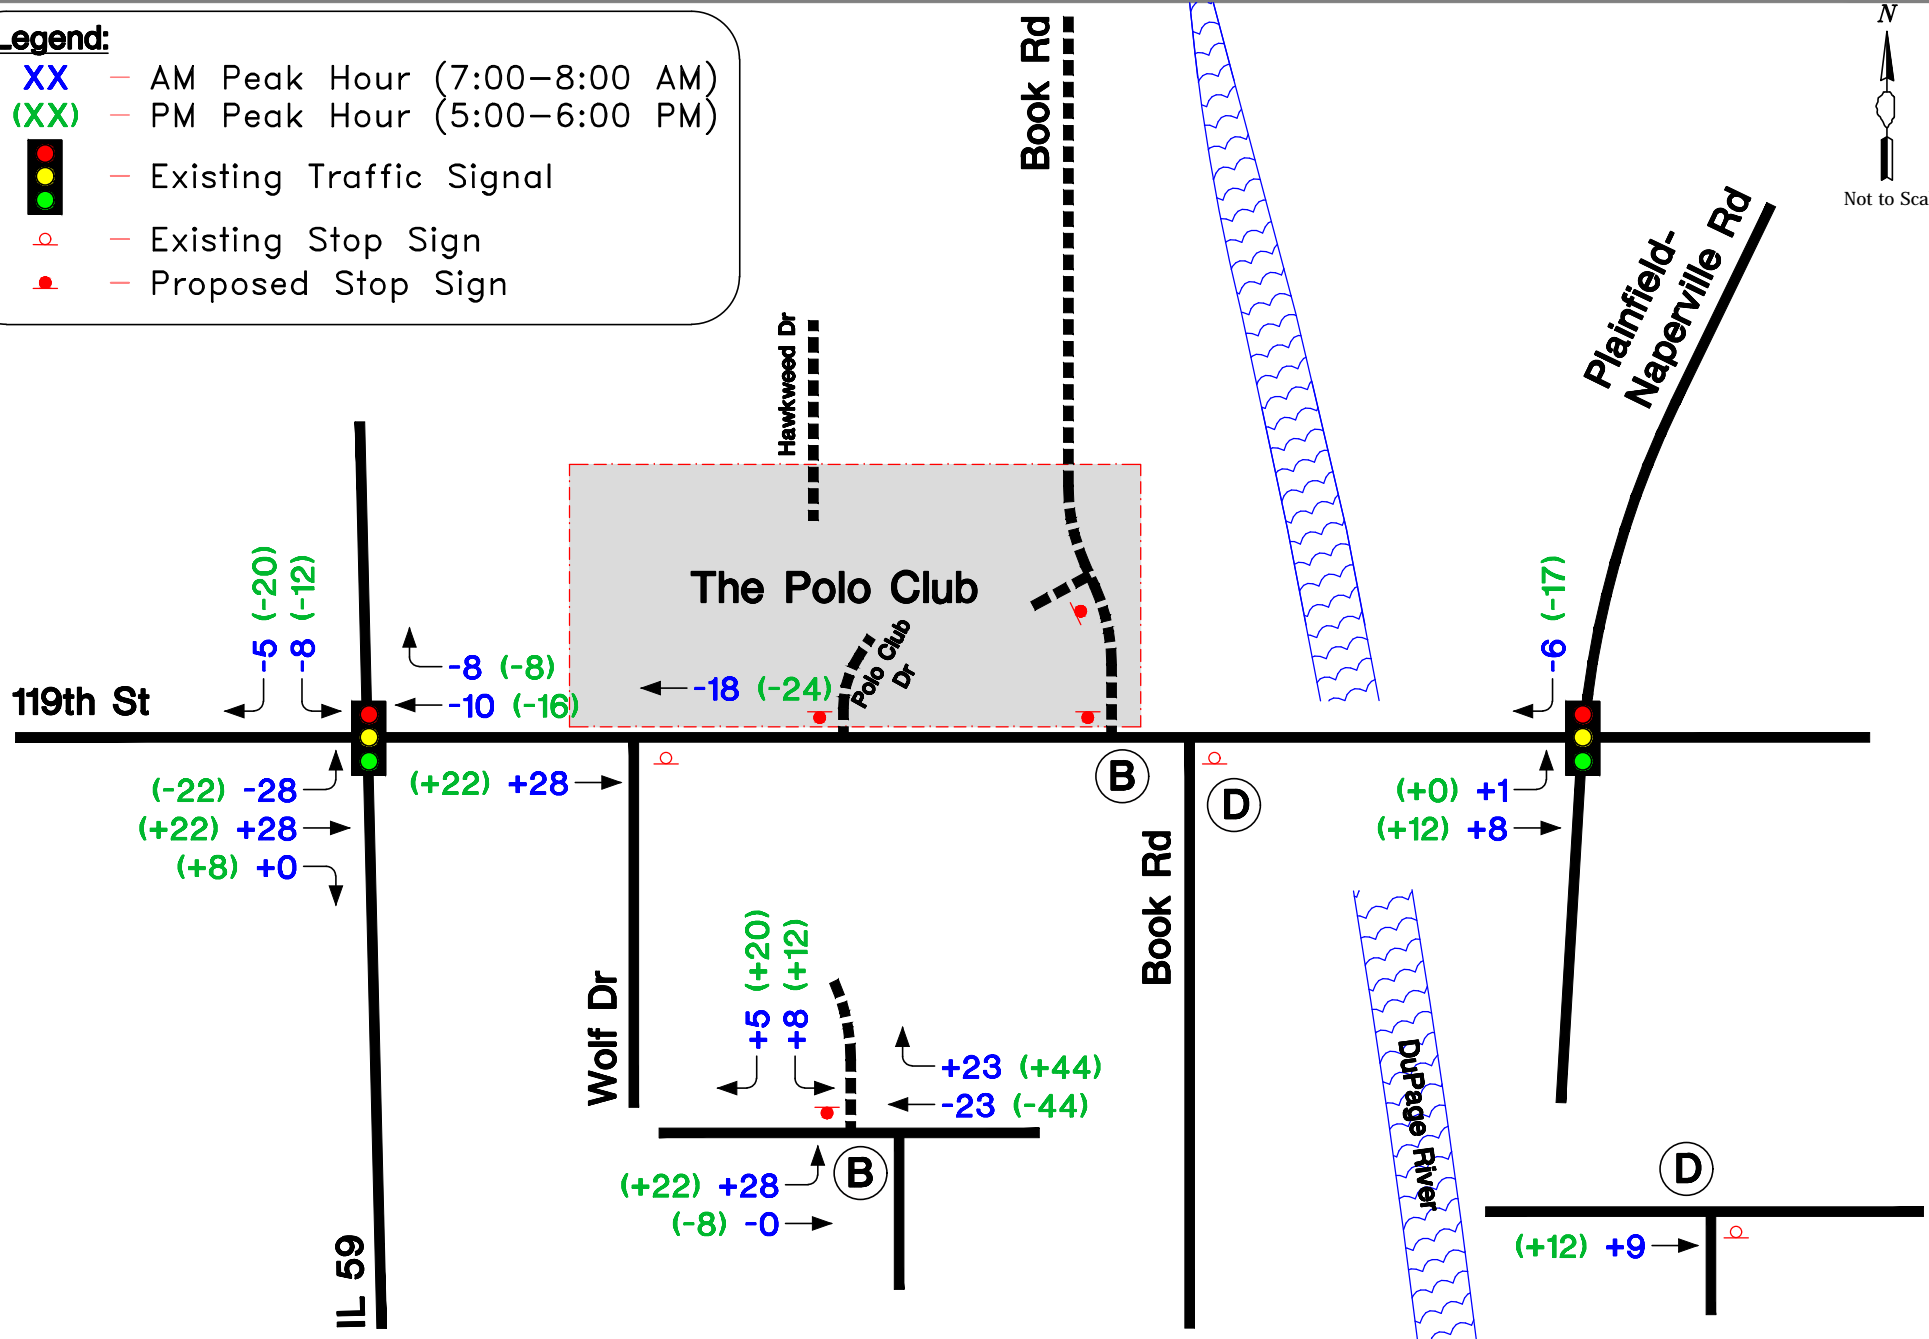 Legend:
XX — AM Peak Hour (7:00–8:00 AM)
(XX) — PM Peak Hour (5:00–6:00 PM)
— Existing Traffic Signal
— Existing Stop Sign
— Proposed Stop Sign
N
Not to Sca
Book Rd
Plainfield-
Naperville Rd
Hawkweed Dr
The Polo Club
Polo Club
Dr
119th St
-5 (-20)
-8 (-12)
-8 (-8)
-10 (-16)
-18 (-24)
-6 (-17)
(-22) -28
(+22) +28
(+8) +0
(+22) +28
B
D
(+0) +1
(+12) +8
Book Rd
Wolf Dr
IL 59
DuPage River
+5 (+20)
+8 (+12)
+23 (+44)
-23 (-44)
(+22) +28
(-8) -0
B
D
(+12) +9